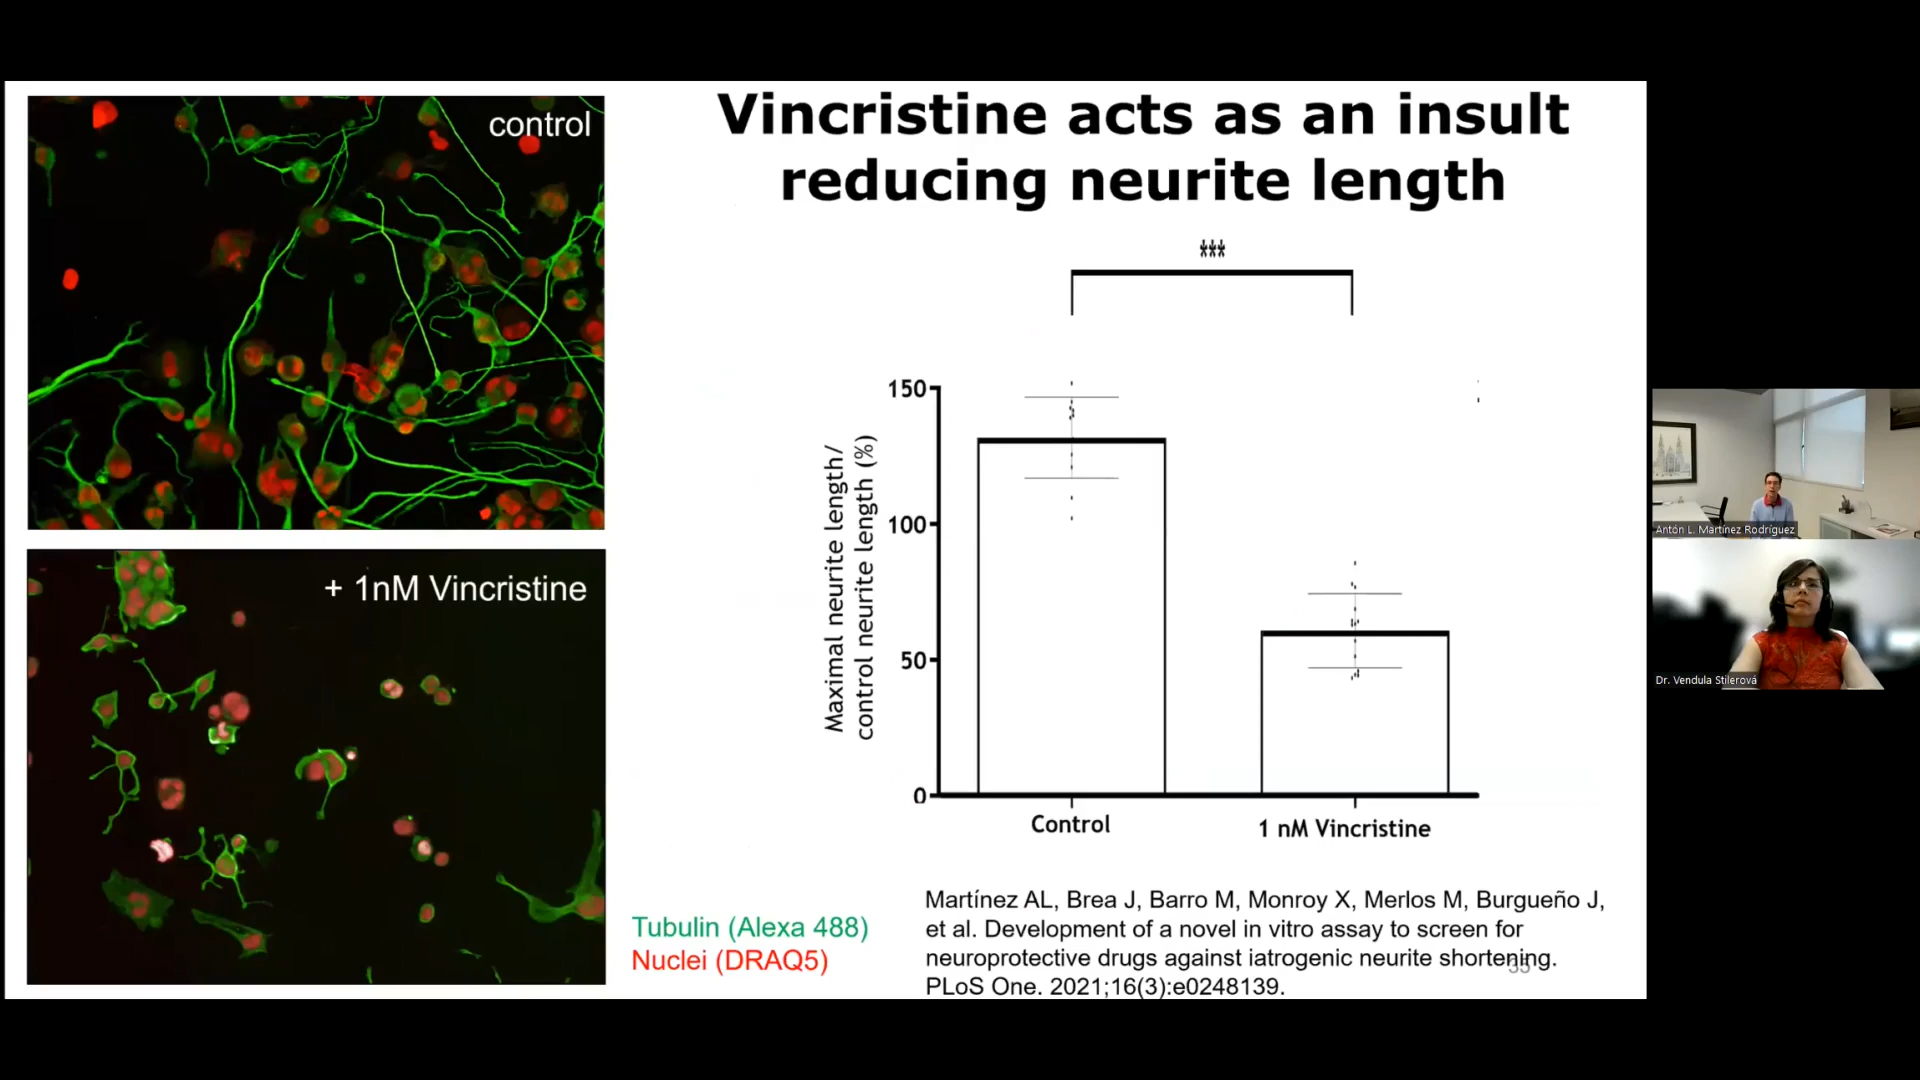 control
+ 1nM Vincristine
Vincristine acts as an insult
reducing neurite length
***
Maximal neurite length/
control neurite length (%)
150
100
50
0
Control
1 nM Vincristine
Tubulin (Alexa 488)
Nuclei (DRAQ5)
Martínez AL, Brea J, Barro M, Monroy X, Merlos M, Burgueño J,
et al. Development of a novel in vitro assay to screen for
neuroprotective drugs against iatrogenic neurite shortening.
PLoS One. 2021;16(3):e0248139.
35
Antón L. Martínez Rodríguez
Dr. Vendula Stilerová